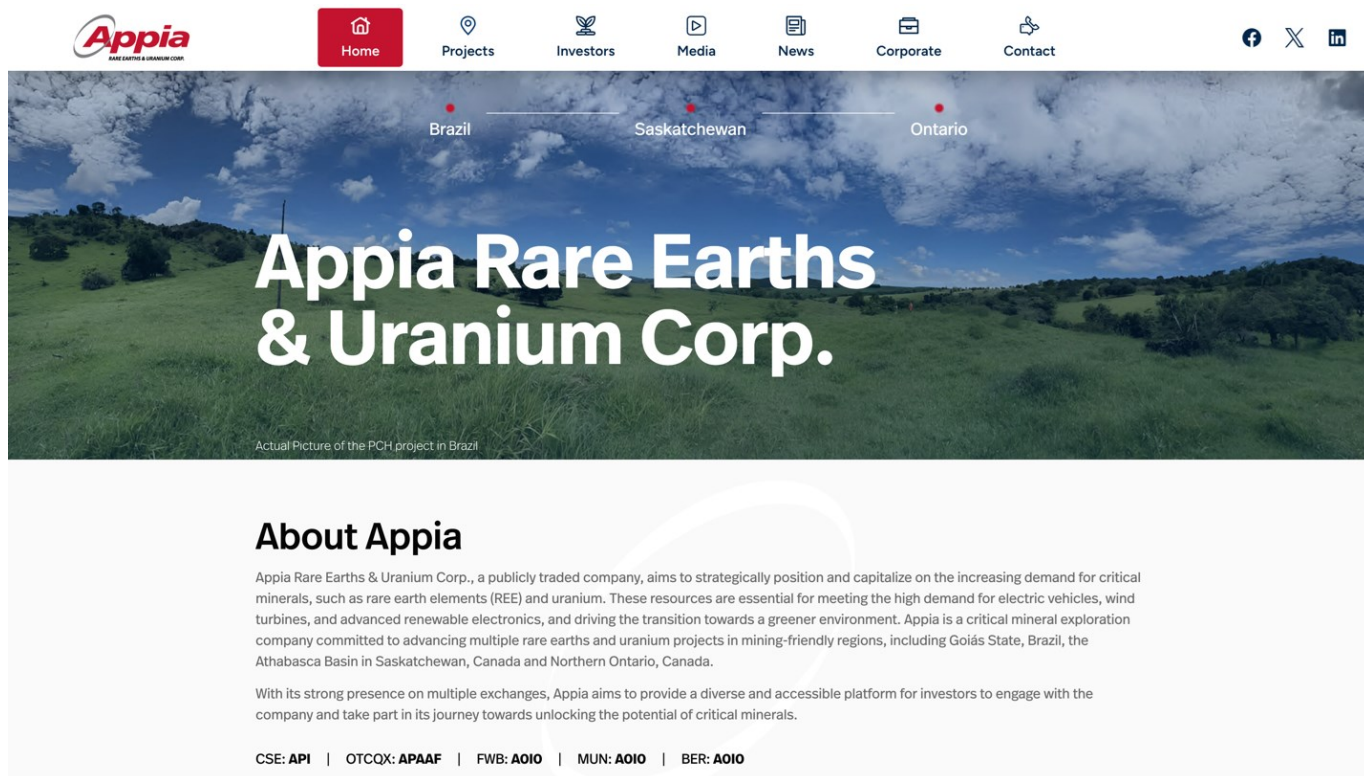 Appia
RARE EARTHS & URANIUM CORP.
Home
Projects
Investors
Media
News
Corporate
Contact
Brazil
Saskatchewan
Ontario
Appia Rare Earths
& Uranium Corp.
Actual Picture of the PCH project in Brazil
About Appia
Appia Rare Earths & Uranium Corp., a publicly traded company, aims to strategically position and capitalize on the increasing demand for critical
minerals, such as rare earth elements (REE) and uranium. These resources are essential for meeting the high demand for electric vehicles, wind
turbines, and advanced renewable electronics, and driving the transition towards a greener environment. Appia is a critical mineral exploration
company committed to advancing multiple rare earths and uranium projects in mining-friendly regions, including Goiás State, Brazil, the
Athabasca Basin in Saskatchewan, Canada and Northern Ontario, Canada.
With its strong presence on multiple exchanges, Appia aims to provide a diverse and accessible platform for investors to engage with the
company and take part in its journey towards unlocking the potential of critical minerals.
CSE: API | OTCQX: APAAF | FWB: A0I0 | MUN: A0I0 | BER: A0I0